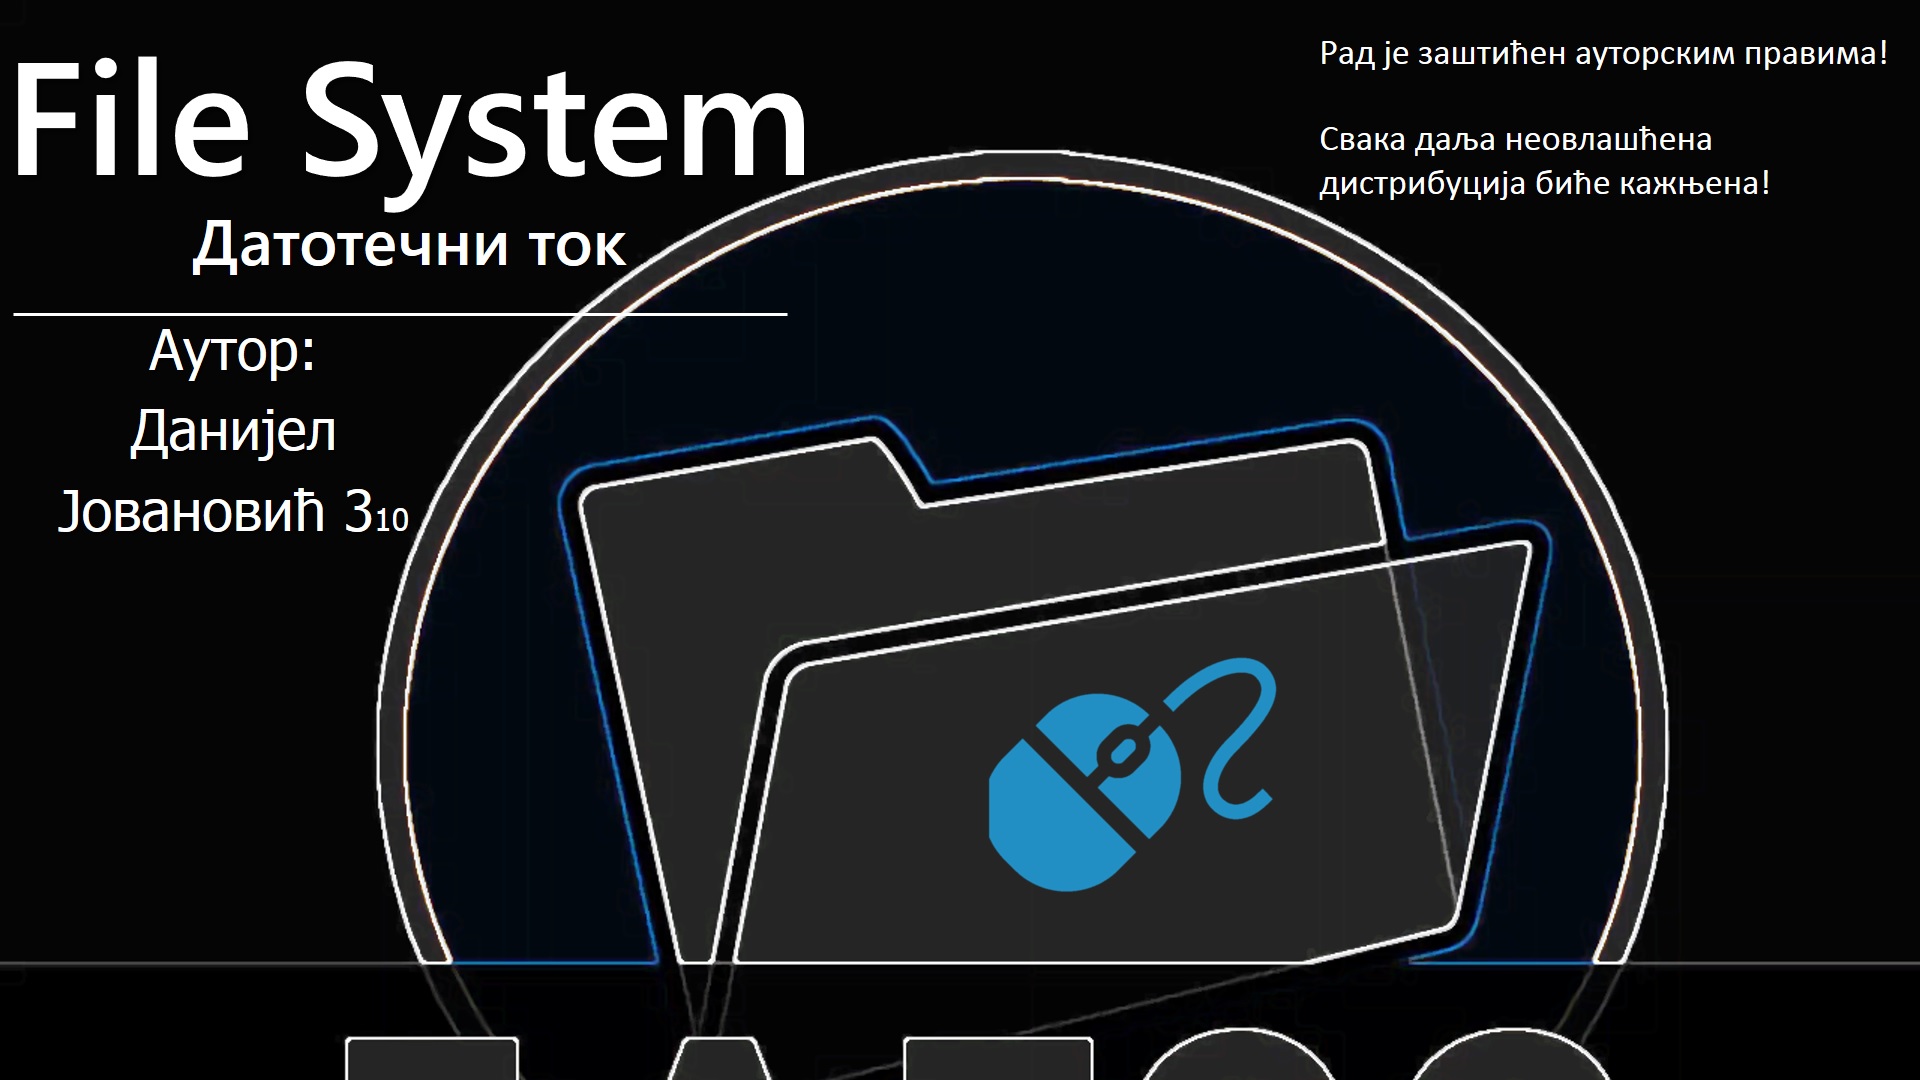 File System
Датотечни ток
Аутор:
Данијел
Јовановић 3₁₀
Рад је заштићен ауторским правима!
Свака даља неовлашћена
дистрибуција биће кажњена!